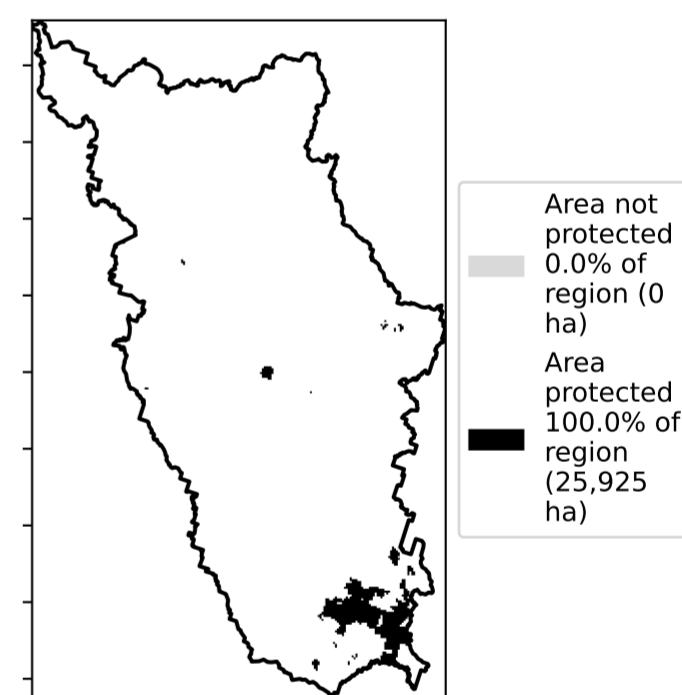 Area not
protected
0.0% of
region (0
ha)
Area
protected
100.0% of
region
(25,925
ha)